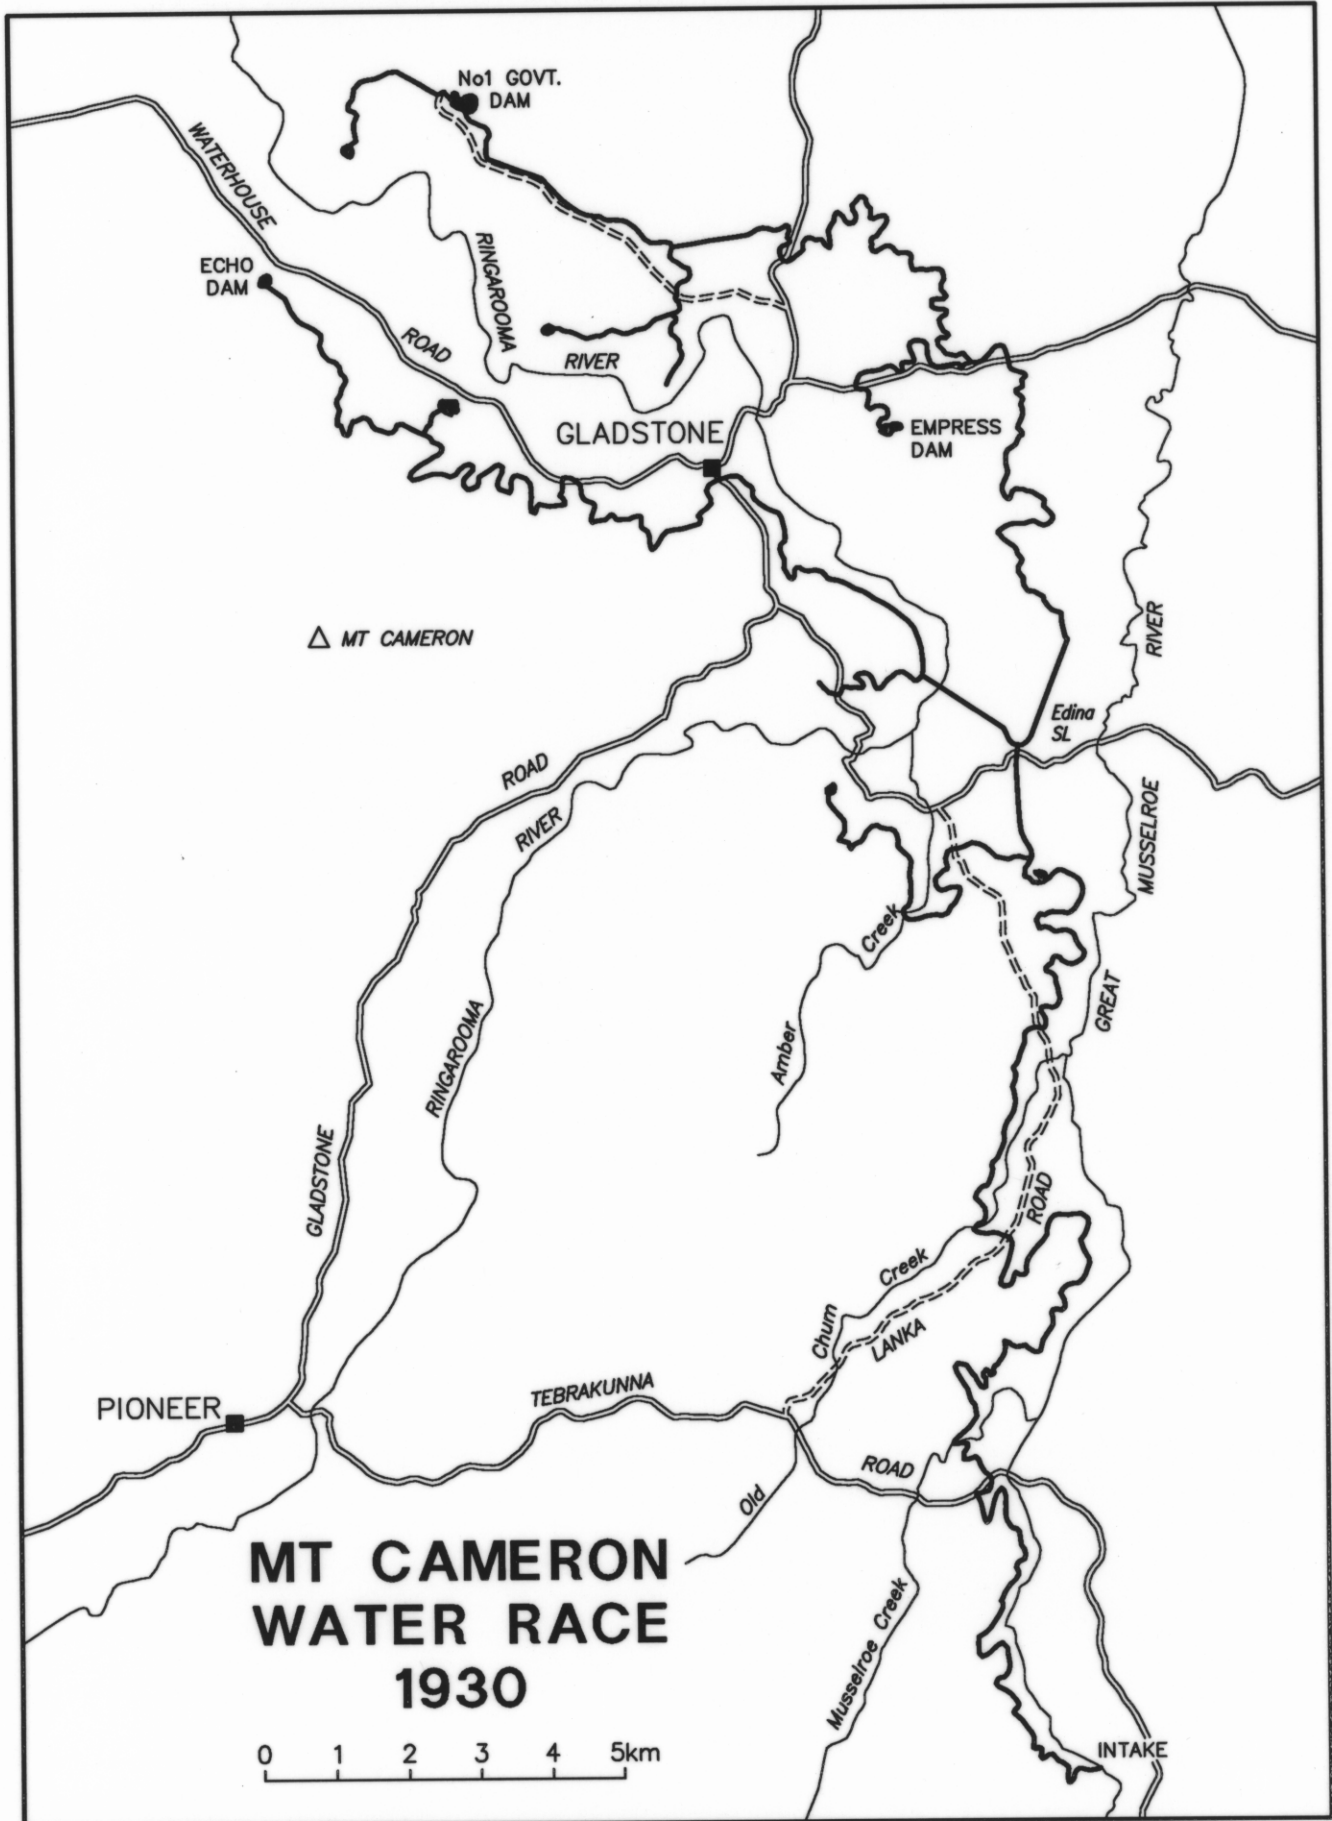 No1 GOVT.
DAM
WATERHOUSE
ROAD
RINGAROOMA
RIVER
ECHO
DAM
GLADSTONE
EMPRESS
DAM
MT CAMERON
RIVER
Edina
SL
MUSSELROE
GREAT
ROAD
RIVER
Creek
Amber
RINGAROOMA
GLADSTONE
ROAD
Creek
Chum
LANKA
PIONEER
TEBRAKUNNA
ROAD
Old
Musselroe Creek
INTAKE
MT CAMERON
WATER RACE
1930
0 1 2 3 4 5km